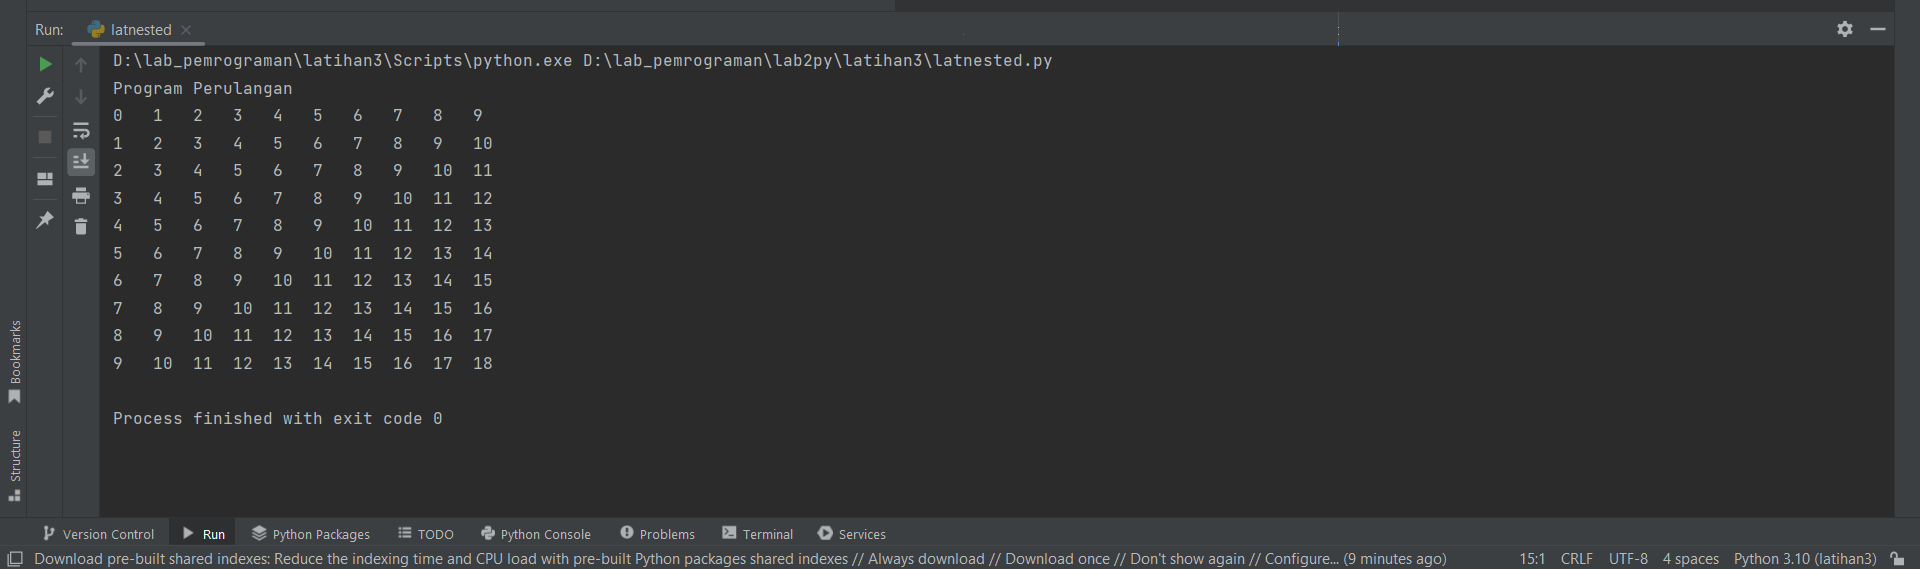 Run: latnested
D:\lab_pemrograman\latihan3\Scripts\python.exe D:\lab_pemrograman\lab2py\latihan3\latnested.py
Program Perulangan
0 1 2 3 4 5 6 7 8 9
1 2 3 4 5 6 7 8 9 10
2 3 4 5 6 7 8 9 10 11
3 4 5 6 7 8 9 10 11 12
4 5 6 7 8 9 10 11 12 13
5 6 7 8 9 10 11 12 13 14
6 7 8 9 10 11 12 13 14 15
7 8 9 10 11 12 13 14 15 16
8 9 10 11 12 13 14 15 16 17
9 10 11 12 13 14 15 16 17 18
Process finished with exit code 0
Bookmarks
Structure
Version Control Run Python Packages TODO Python Console Problems Terminal Services
Download pre-built shared indexes: Reduce the indexing time and CPU load with pre-built Python packages shared indexes // Always download // Download once // Don't show again // Configure... (9 minutes ago) 15:1 CRLF UTF-8 4 spaces Python 3.10 (latihan3)